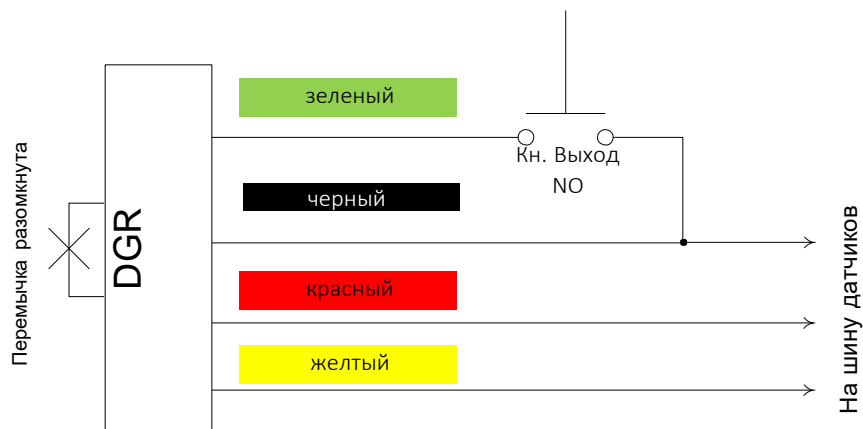 зеленый
Кн. Выход
NO
черный
Перемычка разомкнута
DGR
красный
желтый
На шину датчиков